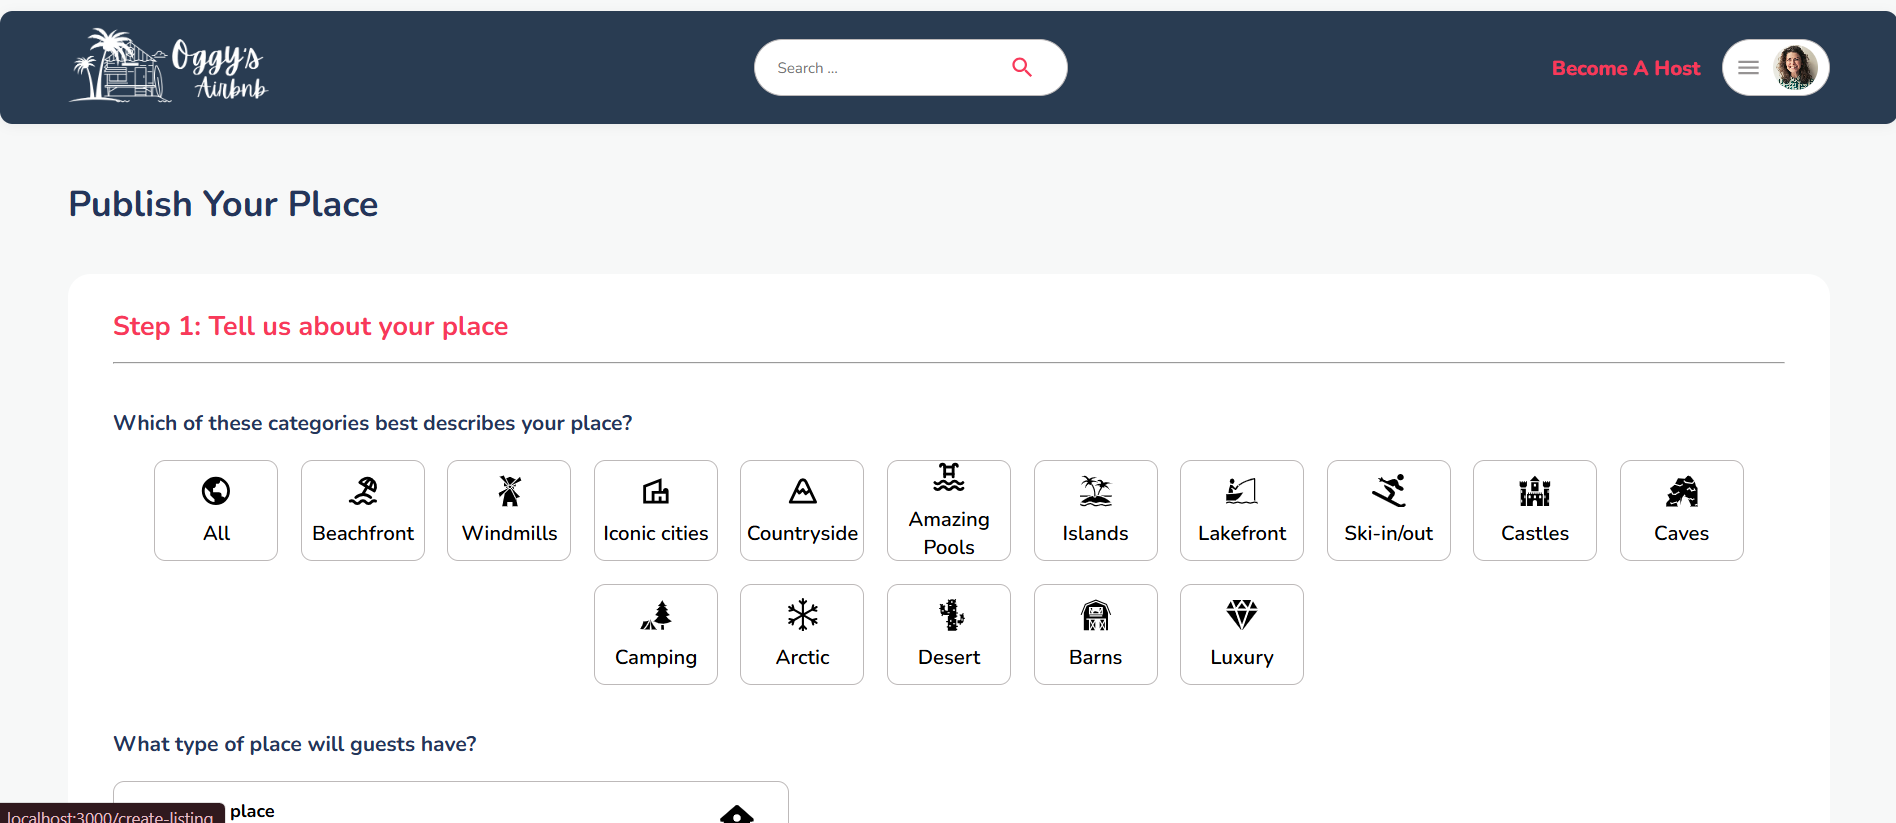 Oggy's
Airbnb
Search ...
Become A Host
Publish Your Place
Step 1: Tell us about your place
Which of these categories best describes your place?
All
Beachfront
Windmills
Iconic cities
Countryside
Amazing
Pools
Islands
Lakefront
Ski-in/out
Castles
Caves
Camping
Arctic
Desert
Barns
Luxury
What type of place will guests have?
place
localhost:3000/create-listing